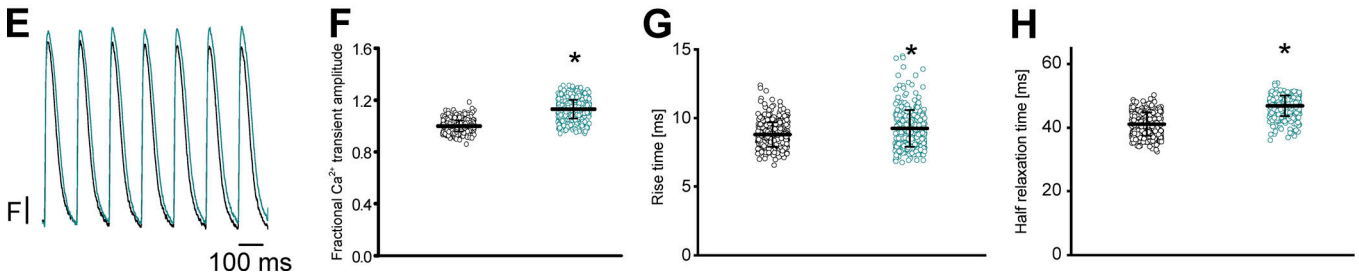 E
F
100 ms
F
Fractional Ca²⁺ transient amplitude
1.6
1.2
0.8
0.4
0.0
*
G
Rise time [ms]
15
10
5
0
*
H
Half relaxation time [ms]
60
40
20
0
*